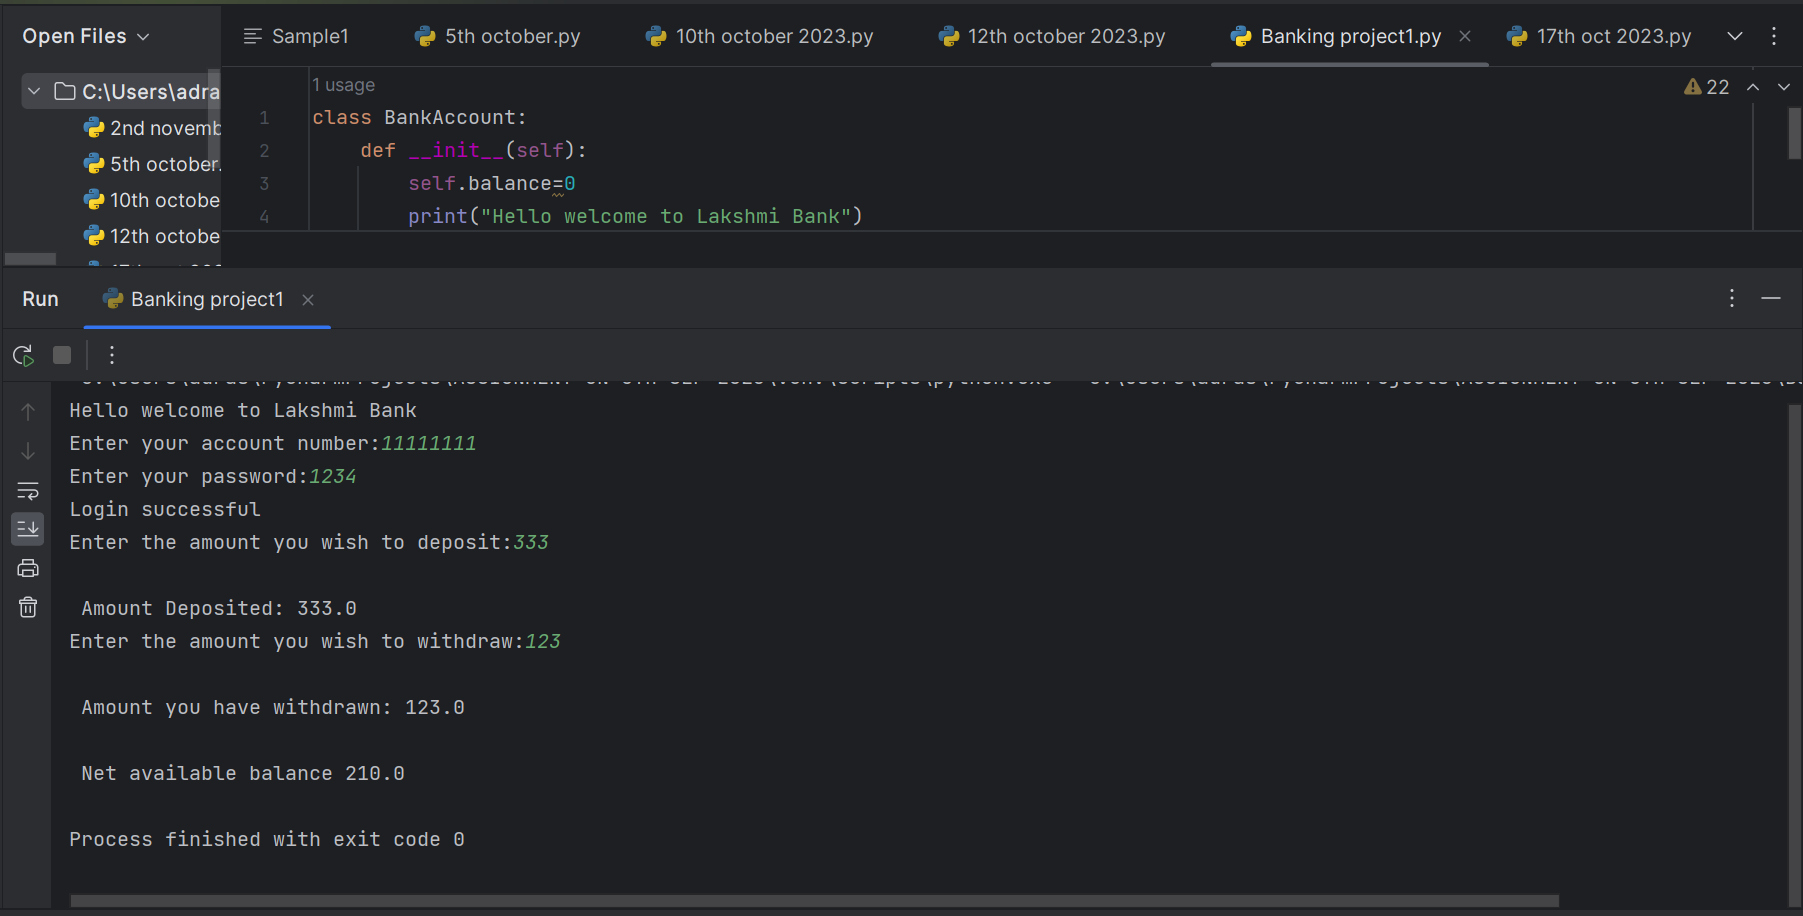 Open Files
Sample1
5th october.py
10th october 2023.py
12th october 2023.py
Banking project1.py
17th oct 2023.py
C:\Users\adra
2nd novemb
5th october.
10th octobe
12th octobe
1 usage
22
1 class BankAccount:
2 def __init__(self):
3 self.balance=0
4 print("Hello welcome to Lakshmi Bank")
Run
Banking project1
Hello welcome to Lakshmi Bank
Enter your account number:11111111
Enter your password:1234
Login successful
Enter the amount you wish to deposit:333
Amount Deposited: 333.0
Enter the amount you wish to withdraw:123
Amount you have withdrawn: 123.0
Net available balance 210.0
Process finished with exit code 0